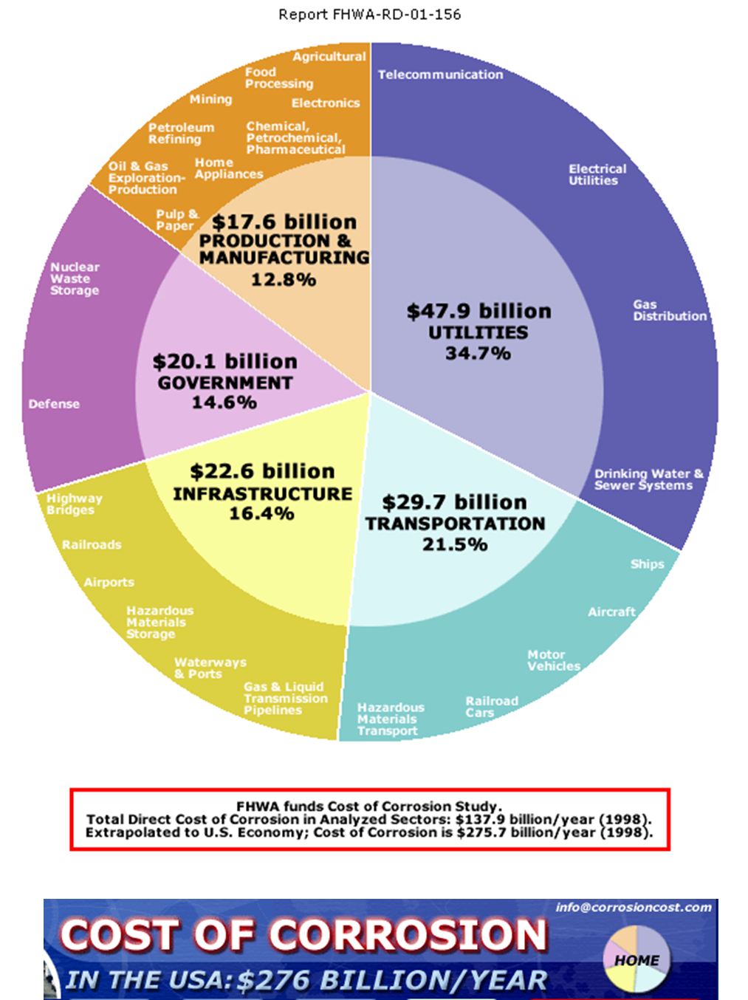 Report FHWA-RD-01-156
Agricultural
Food
Processing
Mining
Electronics
Petroleum
Refining
Chemical,
Petrochemical,
Pharmaceutical
Oil & Gas
Exploration-
Production
Home
Appliances
Pulp &
Paper
$17.6 billion
PRODUCTION &
MANUFACTURING
12.8%
Telecommunication
Electrical
Utilities
Gas
Distribution
Drinking Water &
Sewer Systems
$47.9 billion
UTILITIES
34.7%
Nuclear
Waste
Storage
Defense
$20.1 billion
GOVERNMENT
14.6%
$22.6 billion
INFRASTRUCTURE
16.4%
Highway
Bridges
Railroads
Airports
Hazardous
Materials
Storage
Waterways
& Ports
Gas & Liquid
Transmission
Pipelines
$29.7 billion
TRANSPORTATION
21.5%
Ships
Aircraft
Motor
Vehicles
Railroad
Cars
Hazardous
Materials
Transport
FHWA funds Cost of Corrosion Study.
Total Direct Cost of Corrosion in Analyzed Sectors: $137.9 billion/year (1998).
Extrapolated to U.S. Economy; Cost of Corrosion is $275.7 billion/year (1998).
info@corrosioncost.com
COST OF CORROSION
IN THE USA: $276 BILLION/YEAR
HOME